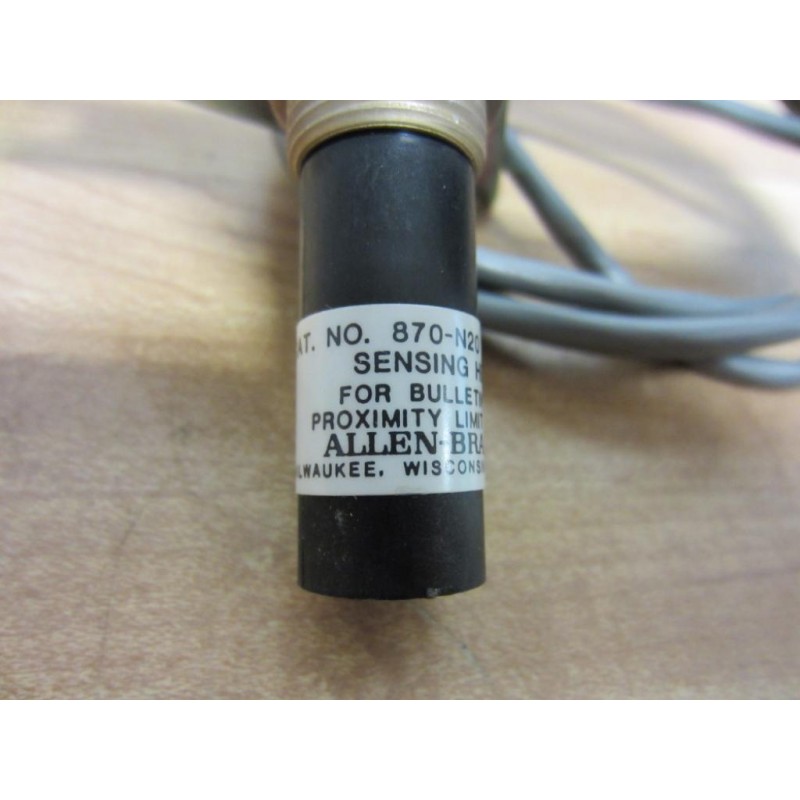 AT. NO. 870-N20
SENSING H
FOR BULLET
PROXIMITY LIMIT
ALLEN-BRA
LWAUKEE, WISCONS